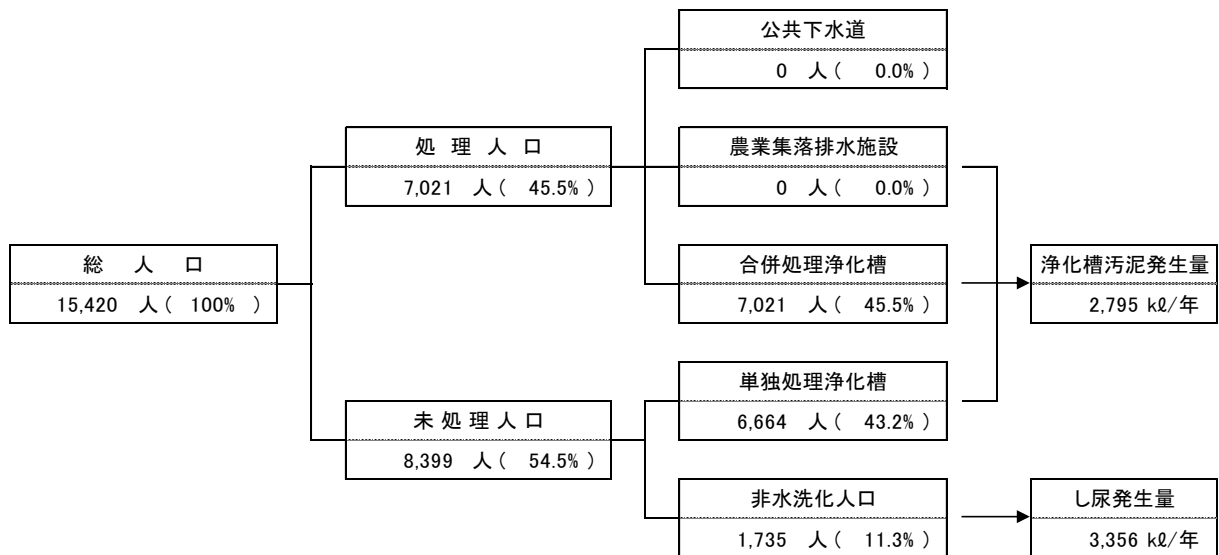 公共下水道
0 人 ( 0.0% )
処 理 人 口
7,021 人 ( 45.5% )
農業集落排水施設
0 人 ( 0.0% )
総 人 口
15,420 人 ( 100% )
合併処理浄化槽
7,021 人 ( 45.5% )
浄化槽汚泥発生量
2,795 kℓ/年
未 処 理 人 口
8,399 人 ( 54.5% )
単独処理浄化槽
6,664 人 ( 43.2% )
非水洗化人口
1,735 人 ( 11.3% )
し尿発生量
3,356 kℓ/年